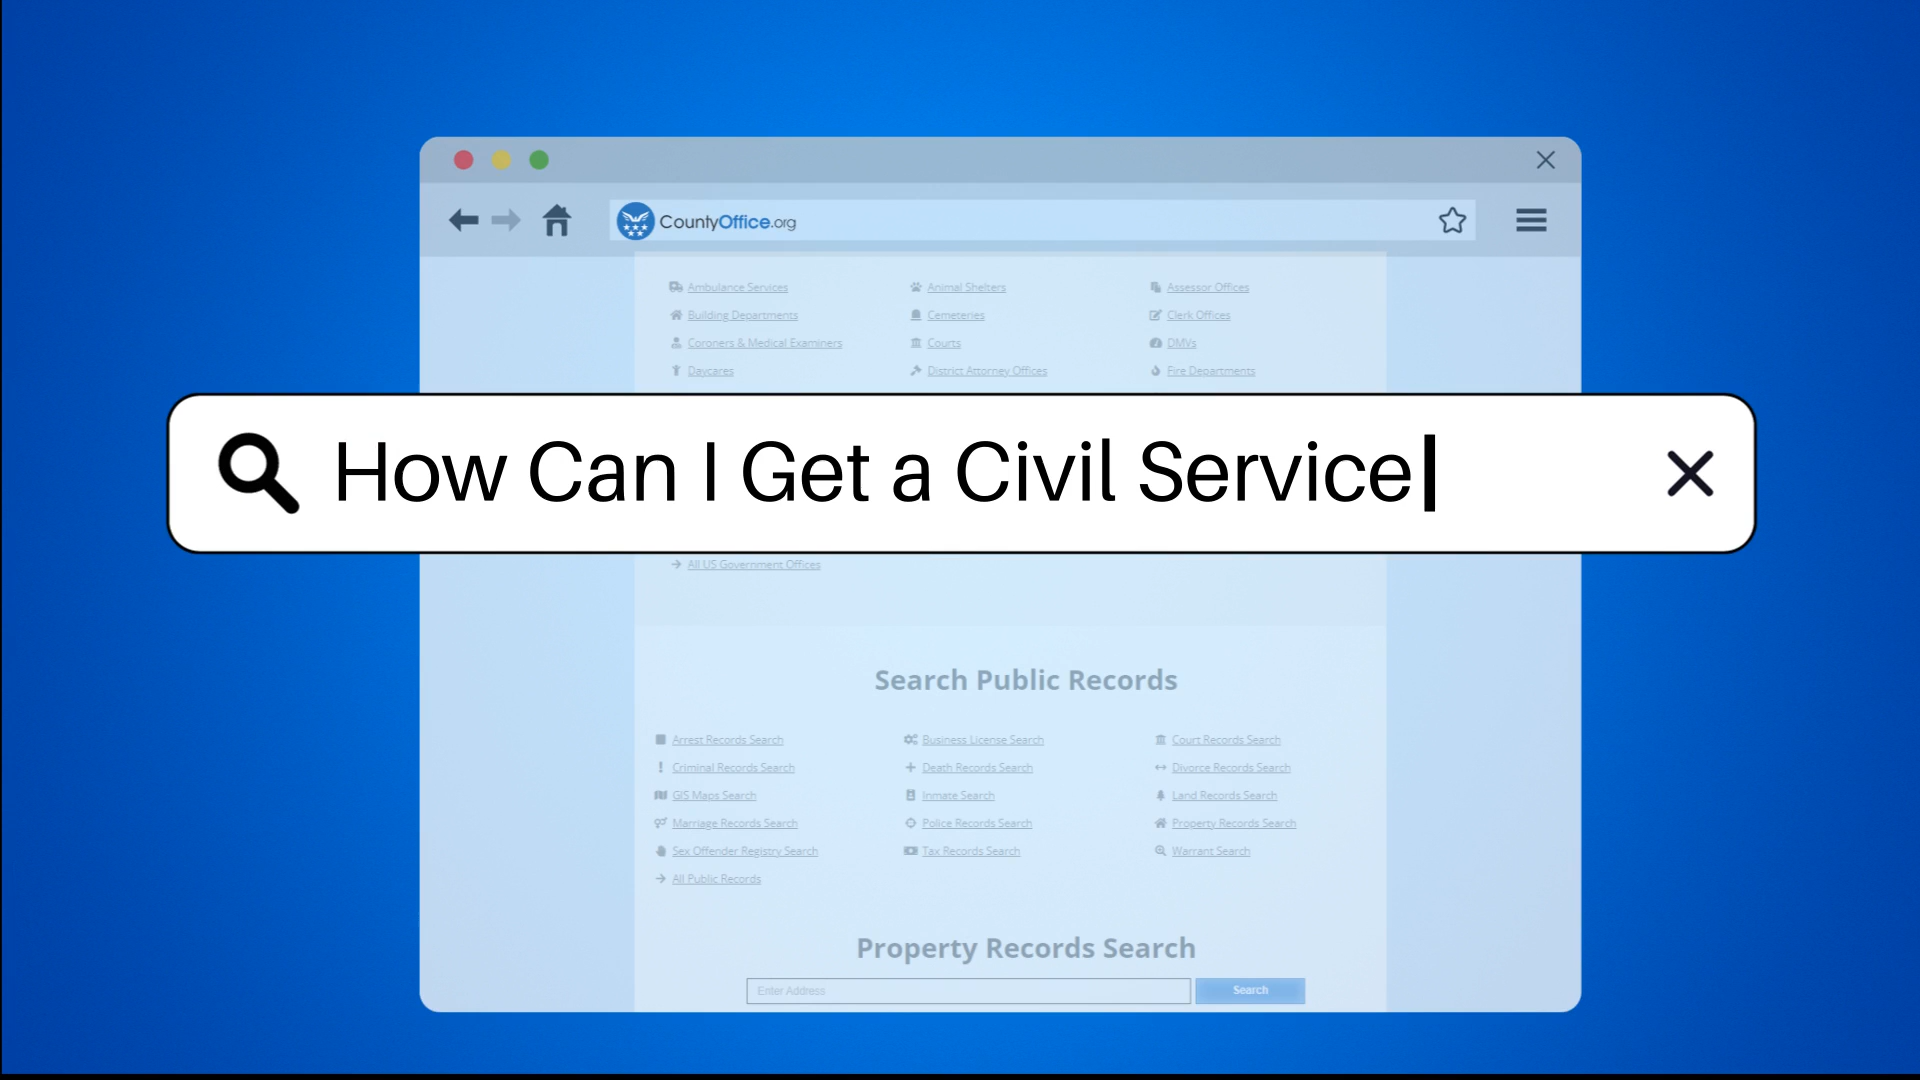 CountyOffice.org
Ambulance Services Animal Shelters Assessor Offices
Building Departments Cemeteries Clerk Offices
Coroners & Medical Examiners Courts DMVs
Daycares District Attorney Offices Fire Departments
How Can I Get a Civil Service
All US Government Offices
Search Public Records
Arrest Records Search Business License Search Court Records Search
Criminal Records Search Death Records Search Divorce Records Search
GIS Maps Search Inmate Search Land Records Search
Marriage Records Search Police Records Search Property Records Search
Sex Offender Registry Search Tax Records Search Warrant Search
All Public Records
Property Records Search
Enter Address Search